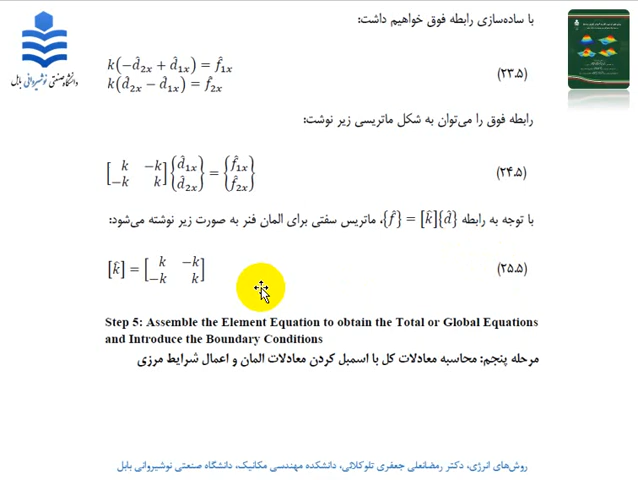 با ساده‌سازی رابطه فوق خواهیم داشت:
k(−d̂₂ₓ + d̂₁ₓ) = f̂₁ₓ
k(d̂₂ₓ − d̂₁ₓ) = f̂₂ₓ
(۲۳.۵)
رابطه فوق را می‌توان به شکل ماتریسی زیر نوشت:
[k −k; −k k]{d̂₁ₓ; d̂₂ₓ} = {f̂₁ₓ; f̂₂ₓ} (۲۴.۵)
با توجه به رابطه {f̂} = [k̂]{d̂}، ماتریس سفتی برای المان فنر به صورت زیر نوشته می‌شود:
[k̂] = [k −k; −k k] (۲۵.۵)
Step 5: Assemble the Element Equation to obtain the Total or Global Equations
and Introduce the Boundary Conditions
مرحله پنجم: محاسبه معادلات کل با اسمبل کردن معادلات المان و اعمال شرایط مرزی
دانشگاه صنعتی نوشیروانی بابل
روش‌های انرژی، دکتر رمضانعلی جعفری تلوکلائی، دانشکده مهندسی مکانیک، دانشگاه صنعتی نوشیروانی بابل